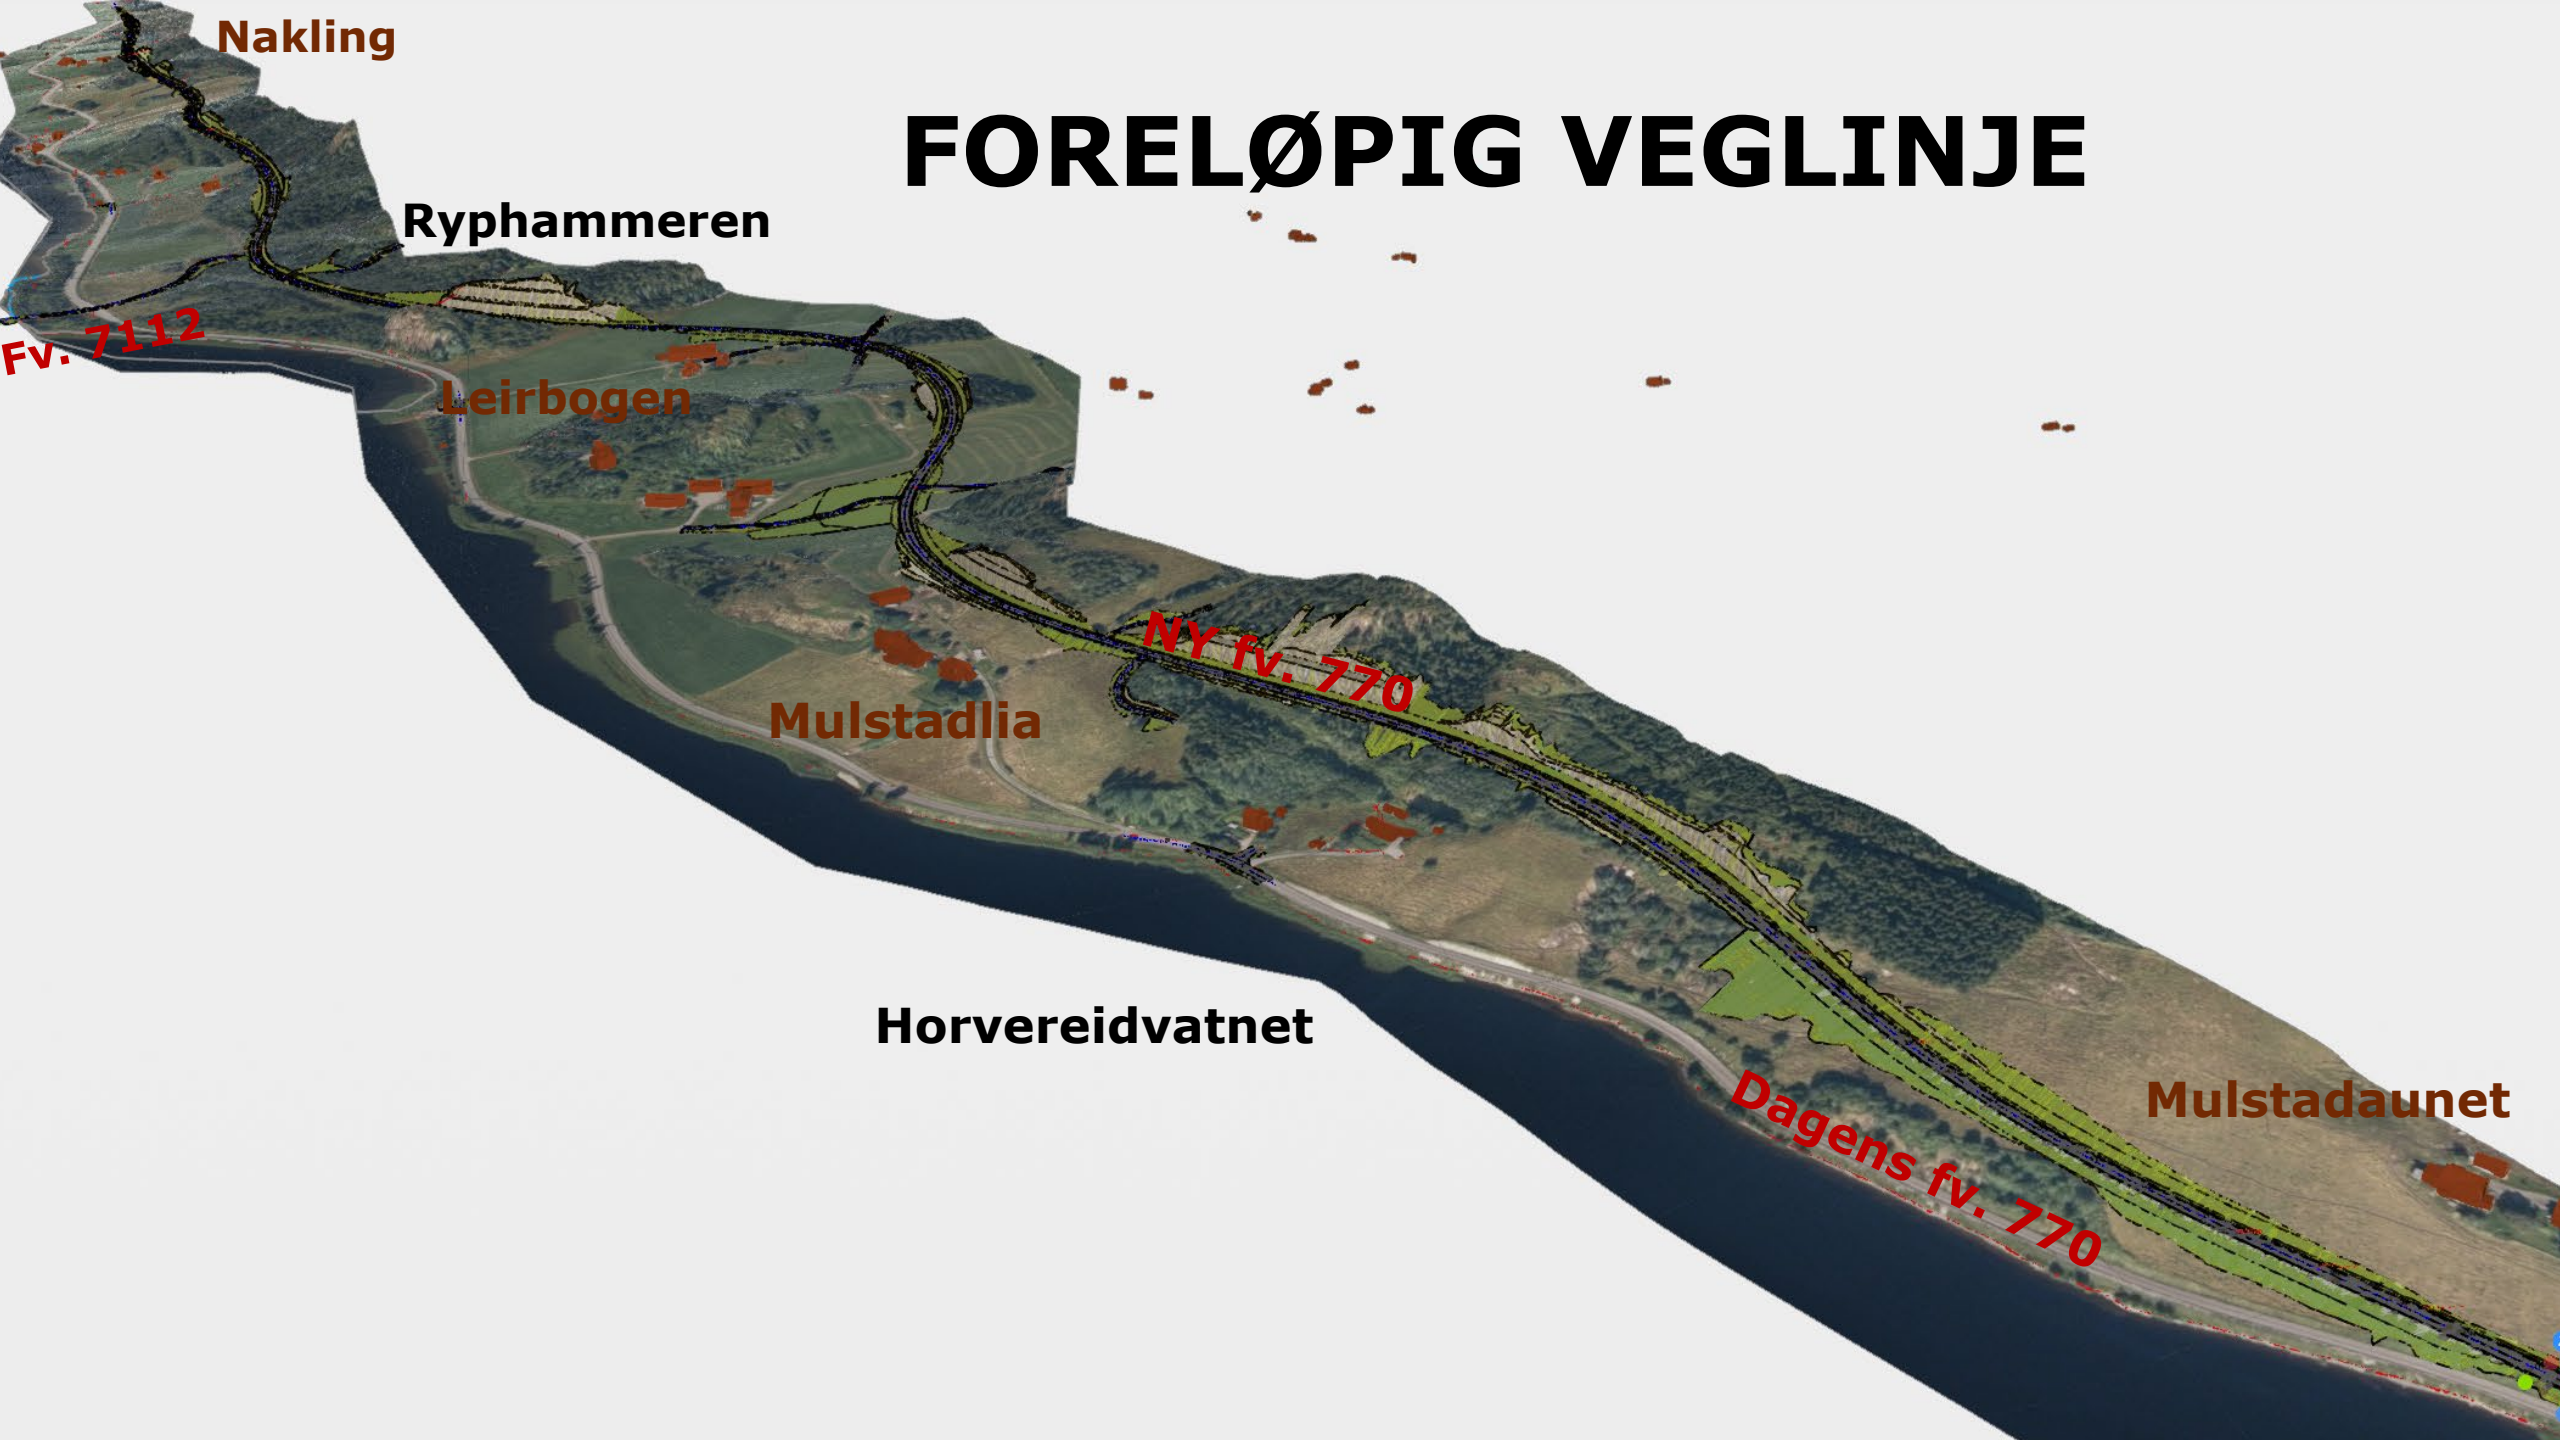 Nakling
FORELØPIG VEGLINJE
Ryphammeren
Fv. 7112
Leirbogen
NY fv. 770
Mulstadlia
Horvereidvatnet
Dagens fv. 770
Mulstadaunet